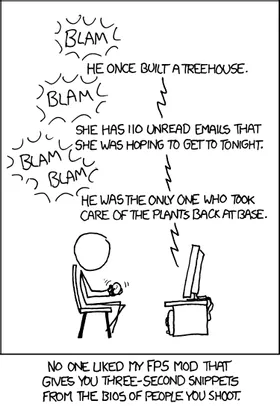 BLAM
HE ONCE BUILT A TREEHOUSE.
BLAM
SHE HAS 110 UNREAD EMAILS THAT
SHE WAS HOPING TO GET TO TONIGHT.
BLAM
BLAM
HE WAS THE ONLY ONE WHO TOOK
CARE OF THE PLANTS BACK AT BASE.
NO ONE LIKED MY FPS MOD THAT
GIVES YOU THREE-SECOND SNIPPETS
FROM THE BIOS OF PEOPLE YOU SHOOT.